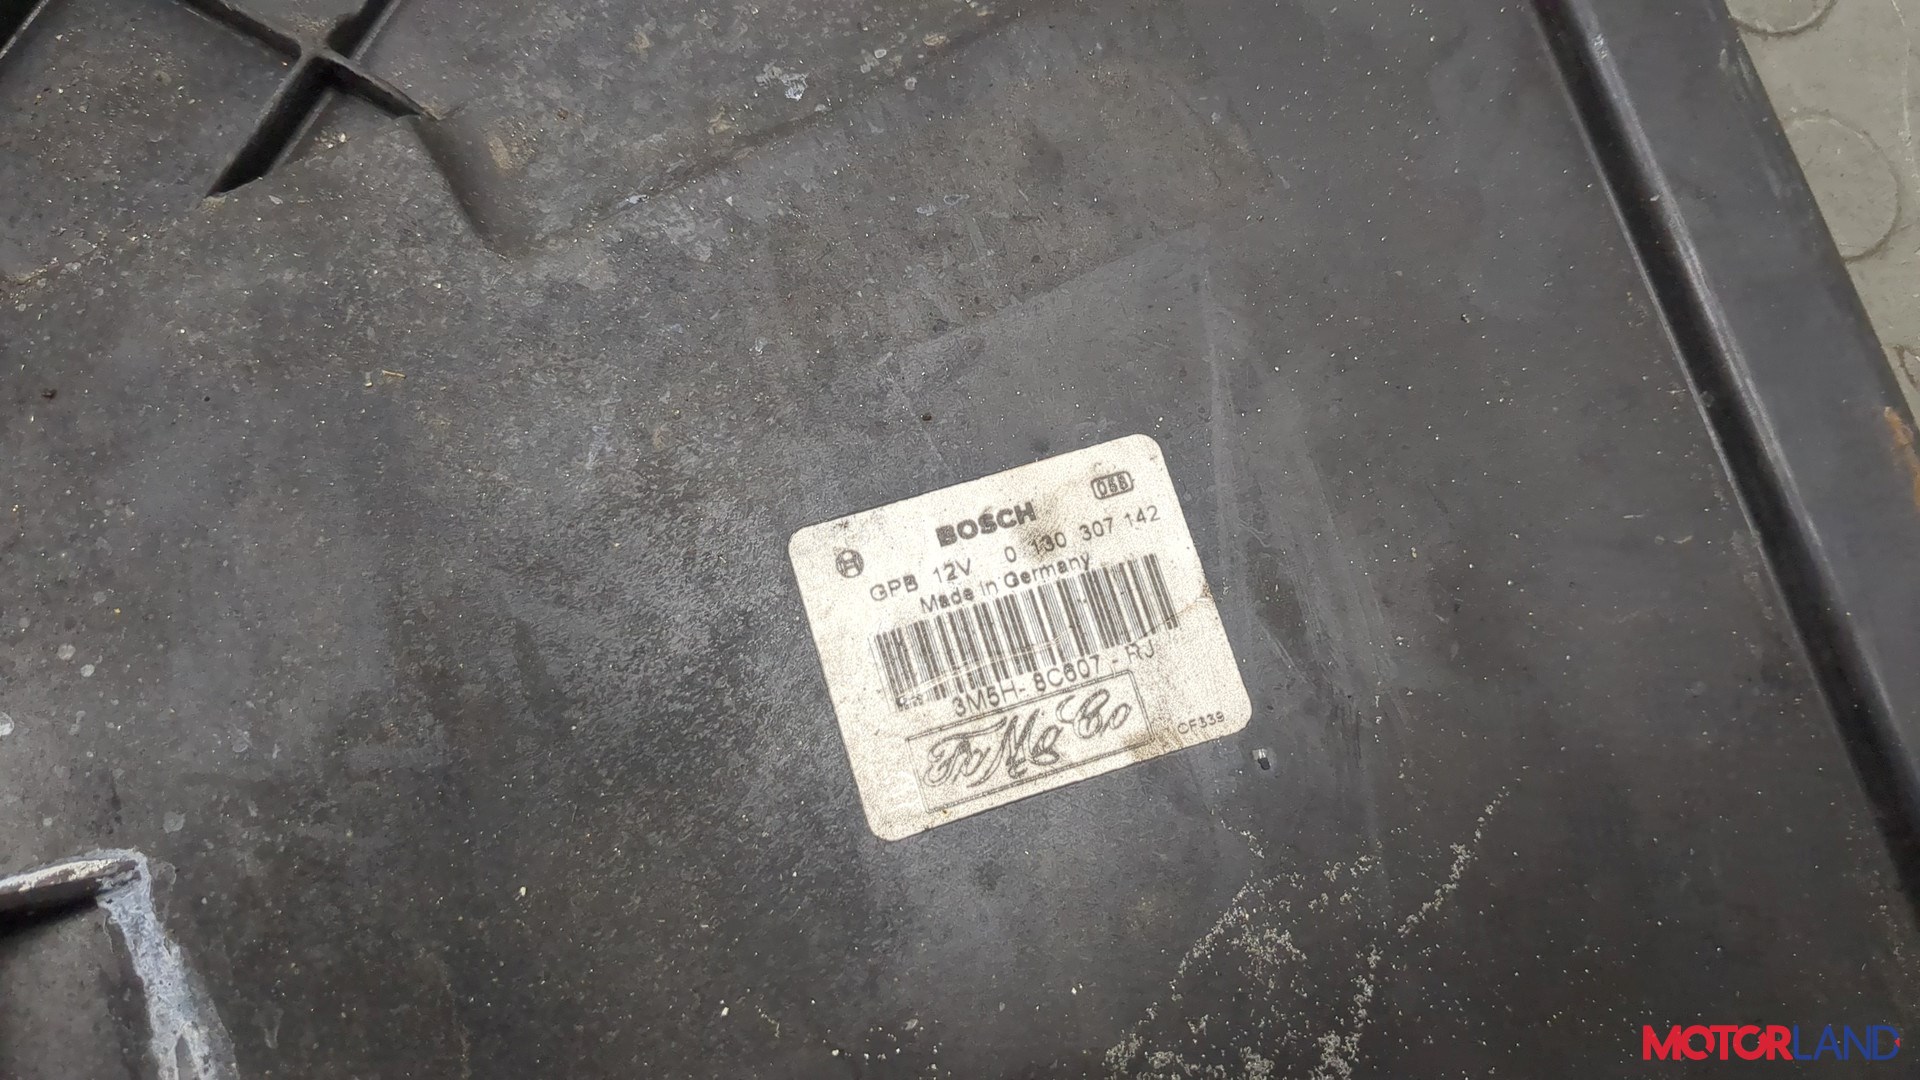 BOSCH
GPB 12V 0 130 307 142
Made in Germany
3M5H-8C607-RJ
FoMoCo
CF339
MOTORLAND